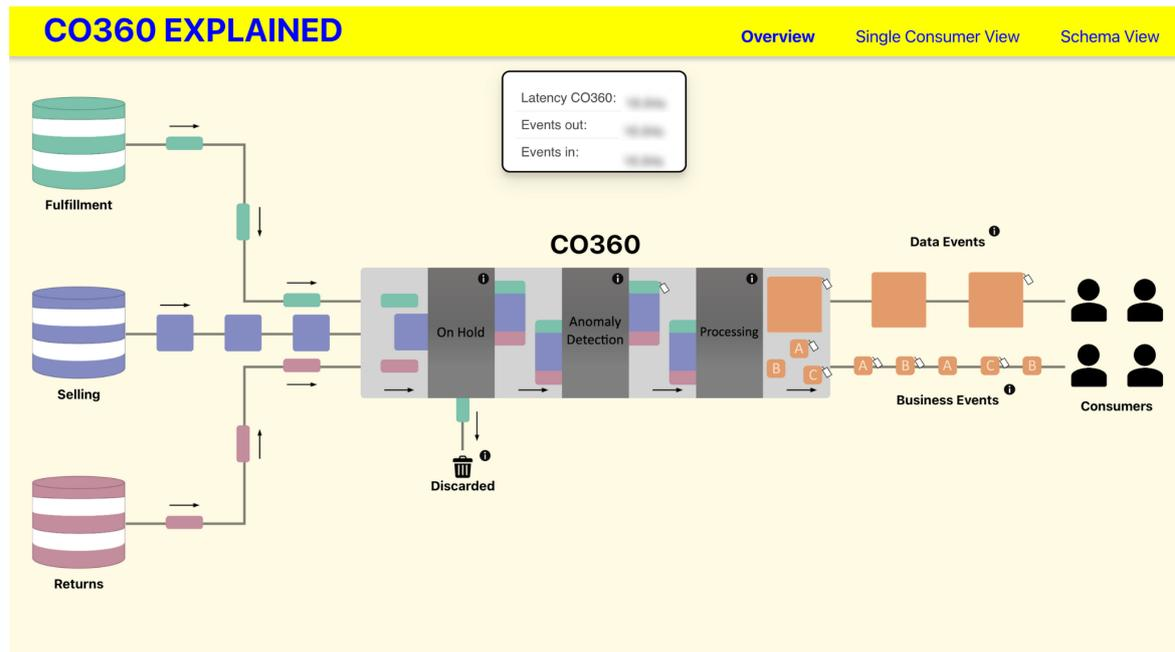 CO360 EXPLAINED
Overview
Single Consumer View
Schema View
Latency CO360:
Events out:
Events in:
Fulfillment
Selling
Returns
CO360
On Hold
Anomaly
Detection
Processing
Discarded
A
B
C
Data Events
A
B
A
C
B
Business Events
Consumers